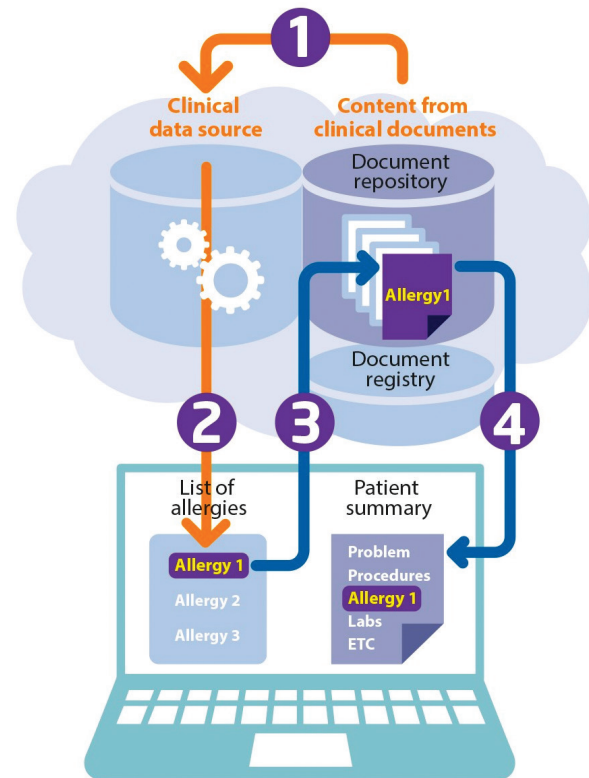 1
Clinical
data source
Content from
clinical documents
Document
repository
Allergy1
Document
registry
2
3
4
List of
allergies
Allergy 1
Allergy 2
Allergy 3
Patient
summary
Problem
Procedures
Allergy 1
Labs
ETC